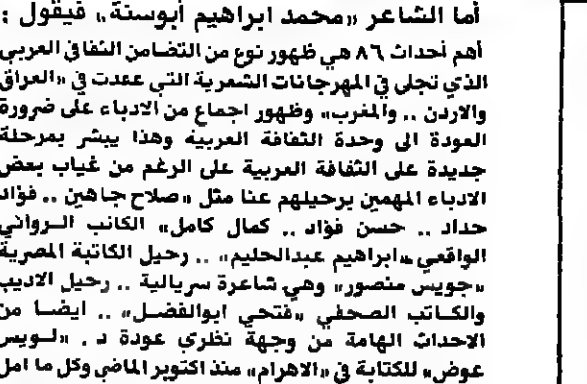 أما الشاعر «محمد ابراهيم أبوسنة» فيقول :
أهم أحداث ٨٦ هي ظهور نوع من التضامن الثقافي العربي
الذي تجلى في المهرجانات الشعرية التي عقدت في «العراق
والاردن .. والمغرب» وظهور اجماع من الادباء على ضرورة
العودة الى وحدة الثقافة العربية وهذا يبشر بمرحلة
جديدة على الثقافة العربية على الرغم من غياب بعض
الادباء المهمين برحيلهم عنا مثل «صلاح جاهين .. فؤاد
حداد .. حسن فؤاد .. كمال كامل» الكاتب الروائي
الواقعي «ابراهيم عبدالحليم» .. رحيل الكاتبة المصرية
«جويس منصور» وهي شاعرة سريالية .. رحيل الاديب
والكاتب الصحفي «فتحي ابوالفضل» .. ايضا من
الاحداث الهامة من وجهة نظري عودة د . «لويس
عوض» للكتابة في «الاهرام» منذ اكتوبر الماضي وكل ما امل